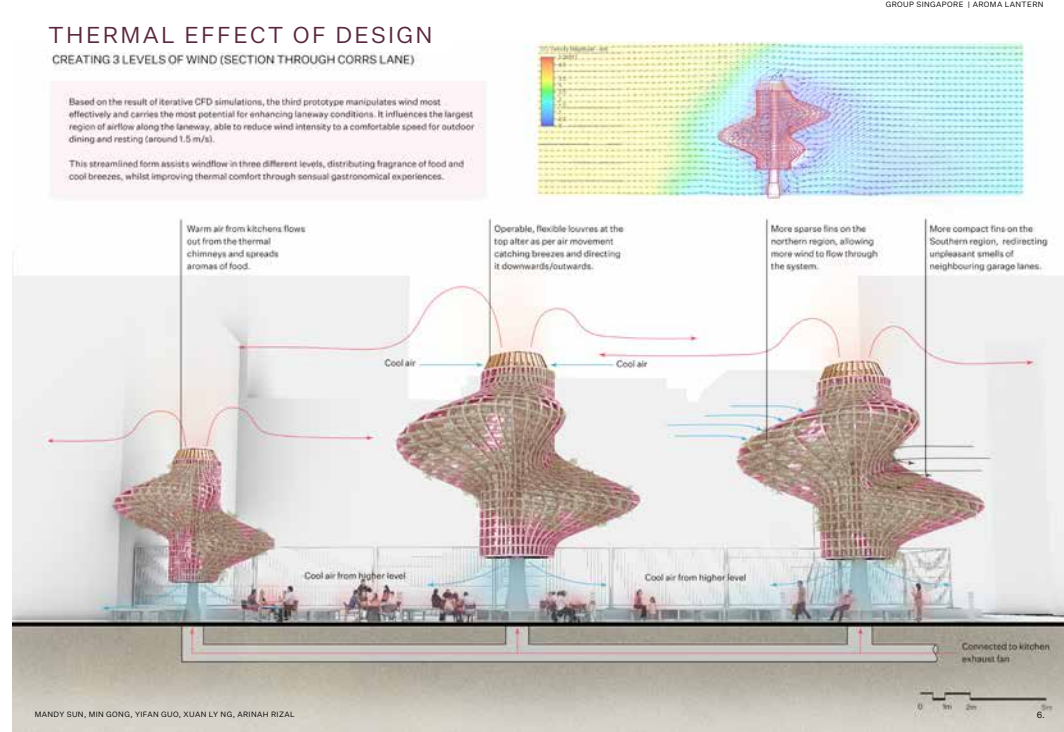 GROUP SINGAPORE | AROMA LANTERN
THERMAL EFFECT OF DESIGN
CREATING 3 LEVELS OF WIND (SECTION THROUGH CORRS LANE)
Based on the result of iterative CFD simulations, the third prototype manipulates wind most
effectively and carries the most potential for enhancing laneway conditions. It influences the largest
region of airflow along the laneway, able to reduce wind intensity to a comfortable speed for outdoor
dining and resting (around 1.5 m/s).
This streamlined form assists windflow in three different levels, distributing fragrance of food and
cool breezes, whilst improving thermal comfort through sensual gastronomical experiences.
Warm air from kitchens flows
out from the thermal
chimneys and spreads
aromas of food.
Operable, flexible louvres at the
top alter as per air movement
catching breezes and directing
it downwards/outwards.
More sparse fins on the
northern region, allowing
more wind to flow through
the system.
More compact fins on the
Southern region, redirecting
unpleasant smells of
neighbouring garage lanes.
Cool air
Cool air
Cool air from higher level
Cool air from higher level
Connected to kitchen
exhaust fan
0 1m 2m 5m
MANDY SUN, MIN GONG, YIFAN GUO, XUAN LY NG, ARINAH RIZAL
6.